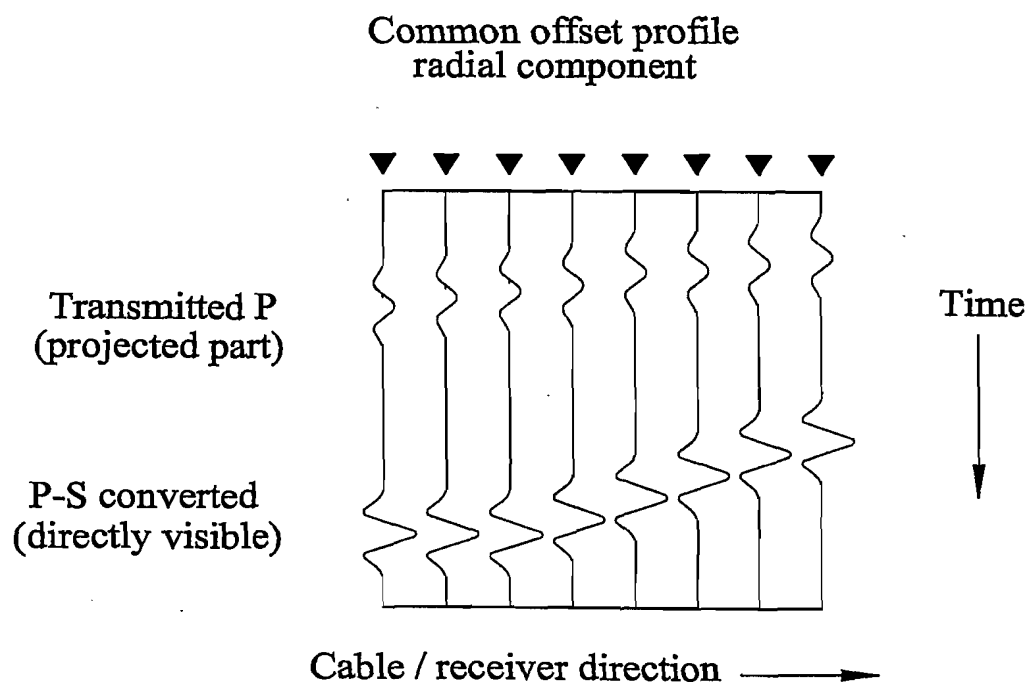 Common offset profile
radial component
Transmitted P
(projected part)
Time
P-S converted
(directly visible)
Cable / receiver direction